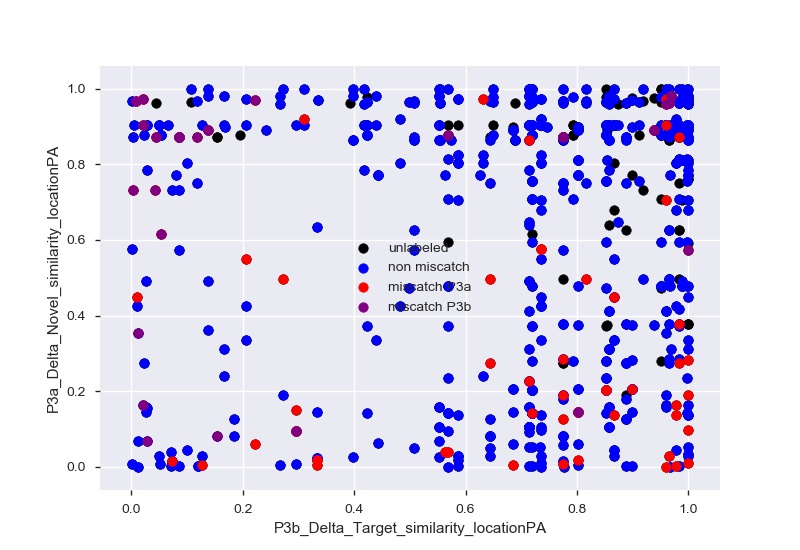 1.0
0.8
0.6
0.4
0.2
0.0
P3a_Delta_Novel_similarity_locationPA
unlabeled
non miscatch
miscatch P3a
miscatch P3b
0.0 0.2 0.4 0.6 0.8 1.0
P3b_Delta_Target_similarity_locationPA